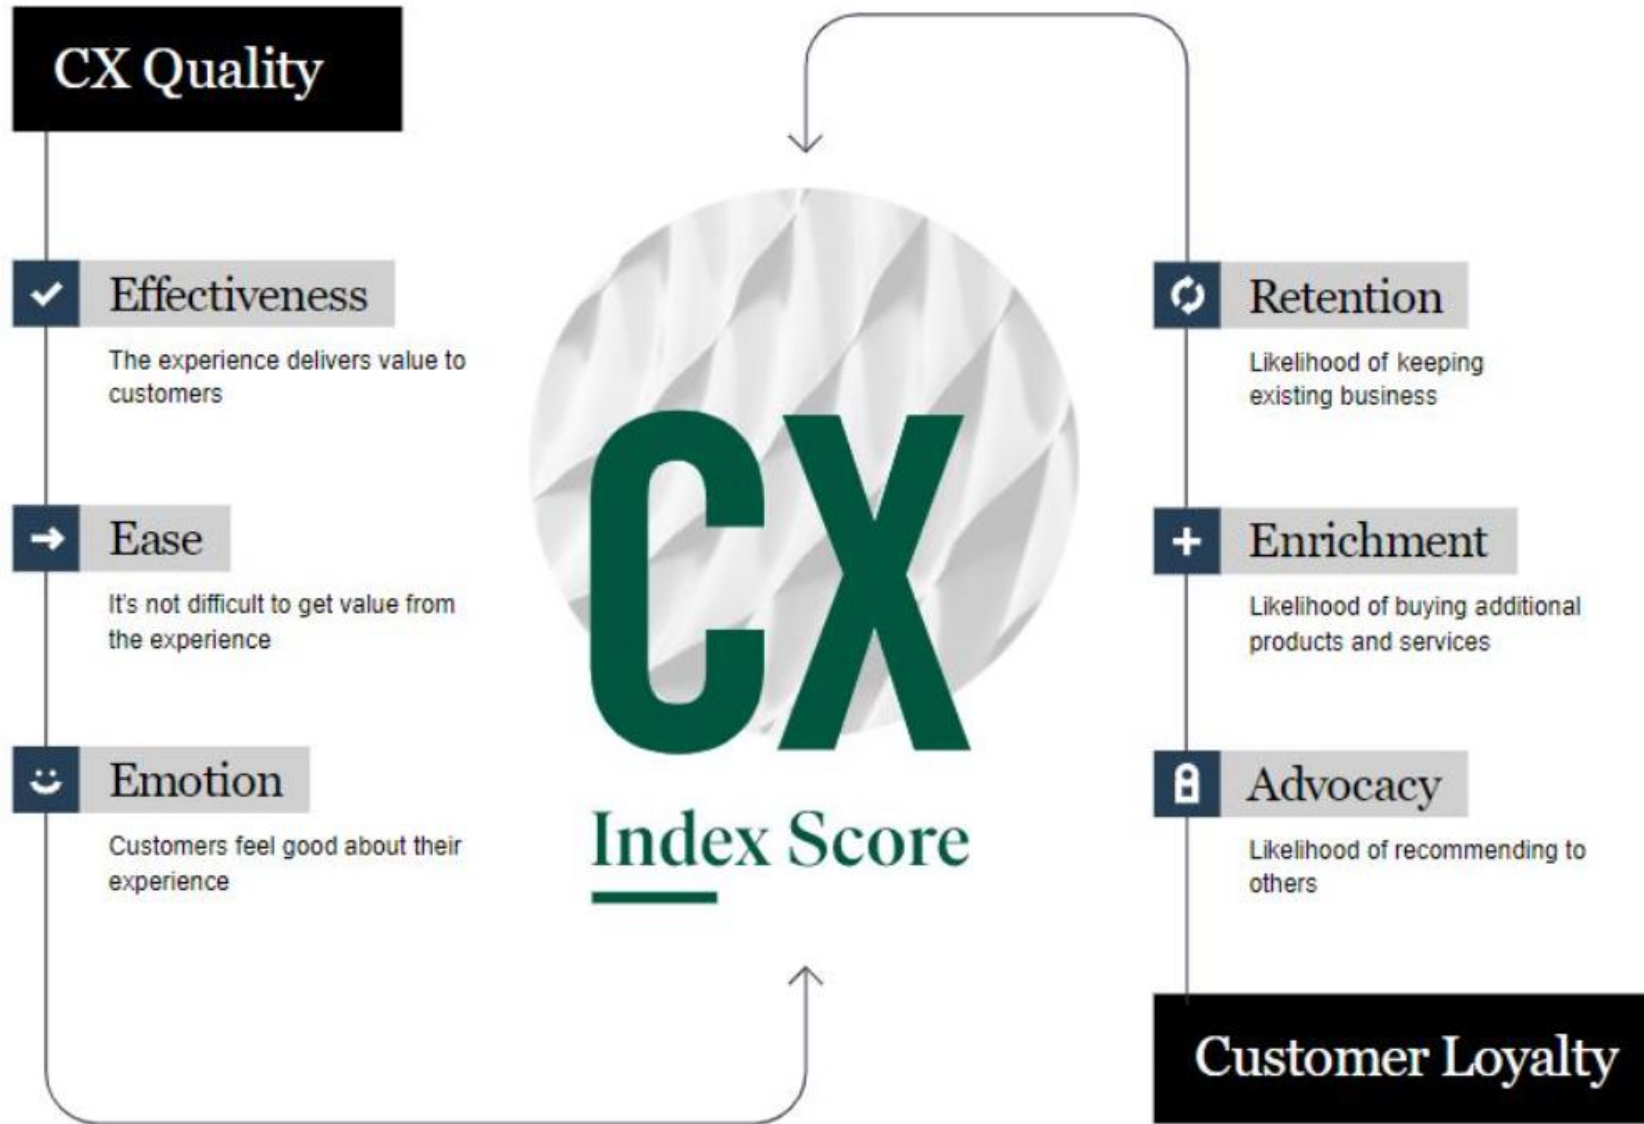 CX Quality
Effectiveness
The experience delivers value to
customers
Ease
It's not difficult to get value from
the experience
Emotion
Customers feel good about their
experience
CX
Index Score
Retention
Likelihood of keeping
existing business
Enrichment
Likelihood of buying additional
products and services
Advocacy
Likelihood of recommending to
others
Customer Loyalty